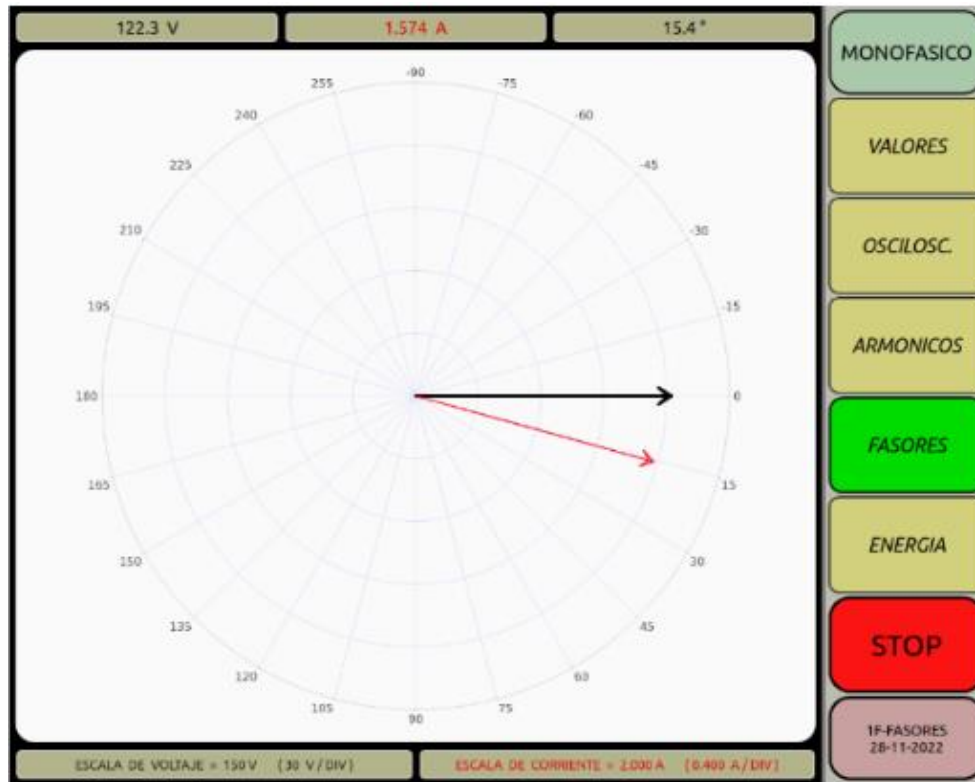 122.3 V
1.574 A
15.4°
MONOFASICO
VALORES
OSCILOSC.
ARMONICOS
FASORES
ENERGIA
STOP
1F-FASORES
28-11-2022
-90
-75
-60
-45
-30
-15
0
15
30
45
60
75
90
105
120
135
150
165
180
195
210
225
240
255
ESCALA DE VOLTAJE = 150 V (30 V/DIV)
ESCALA DE CORRIENTE = 2.000 A (0.400 A/DIV)